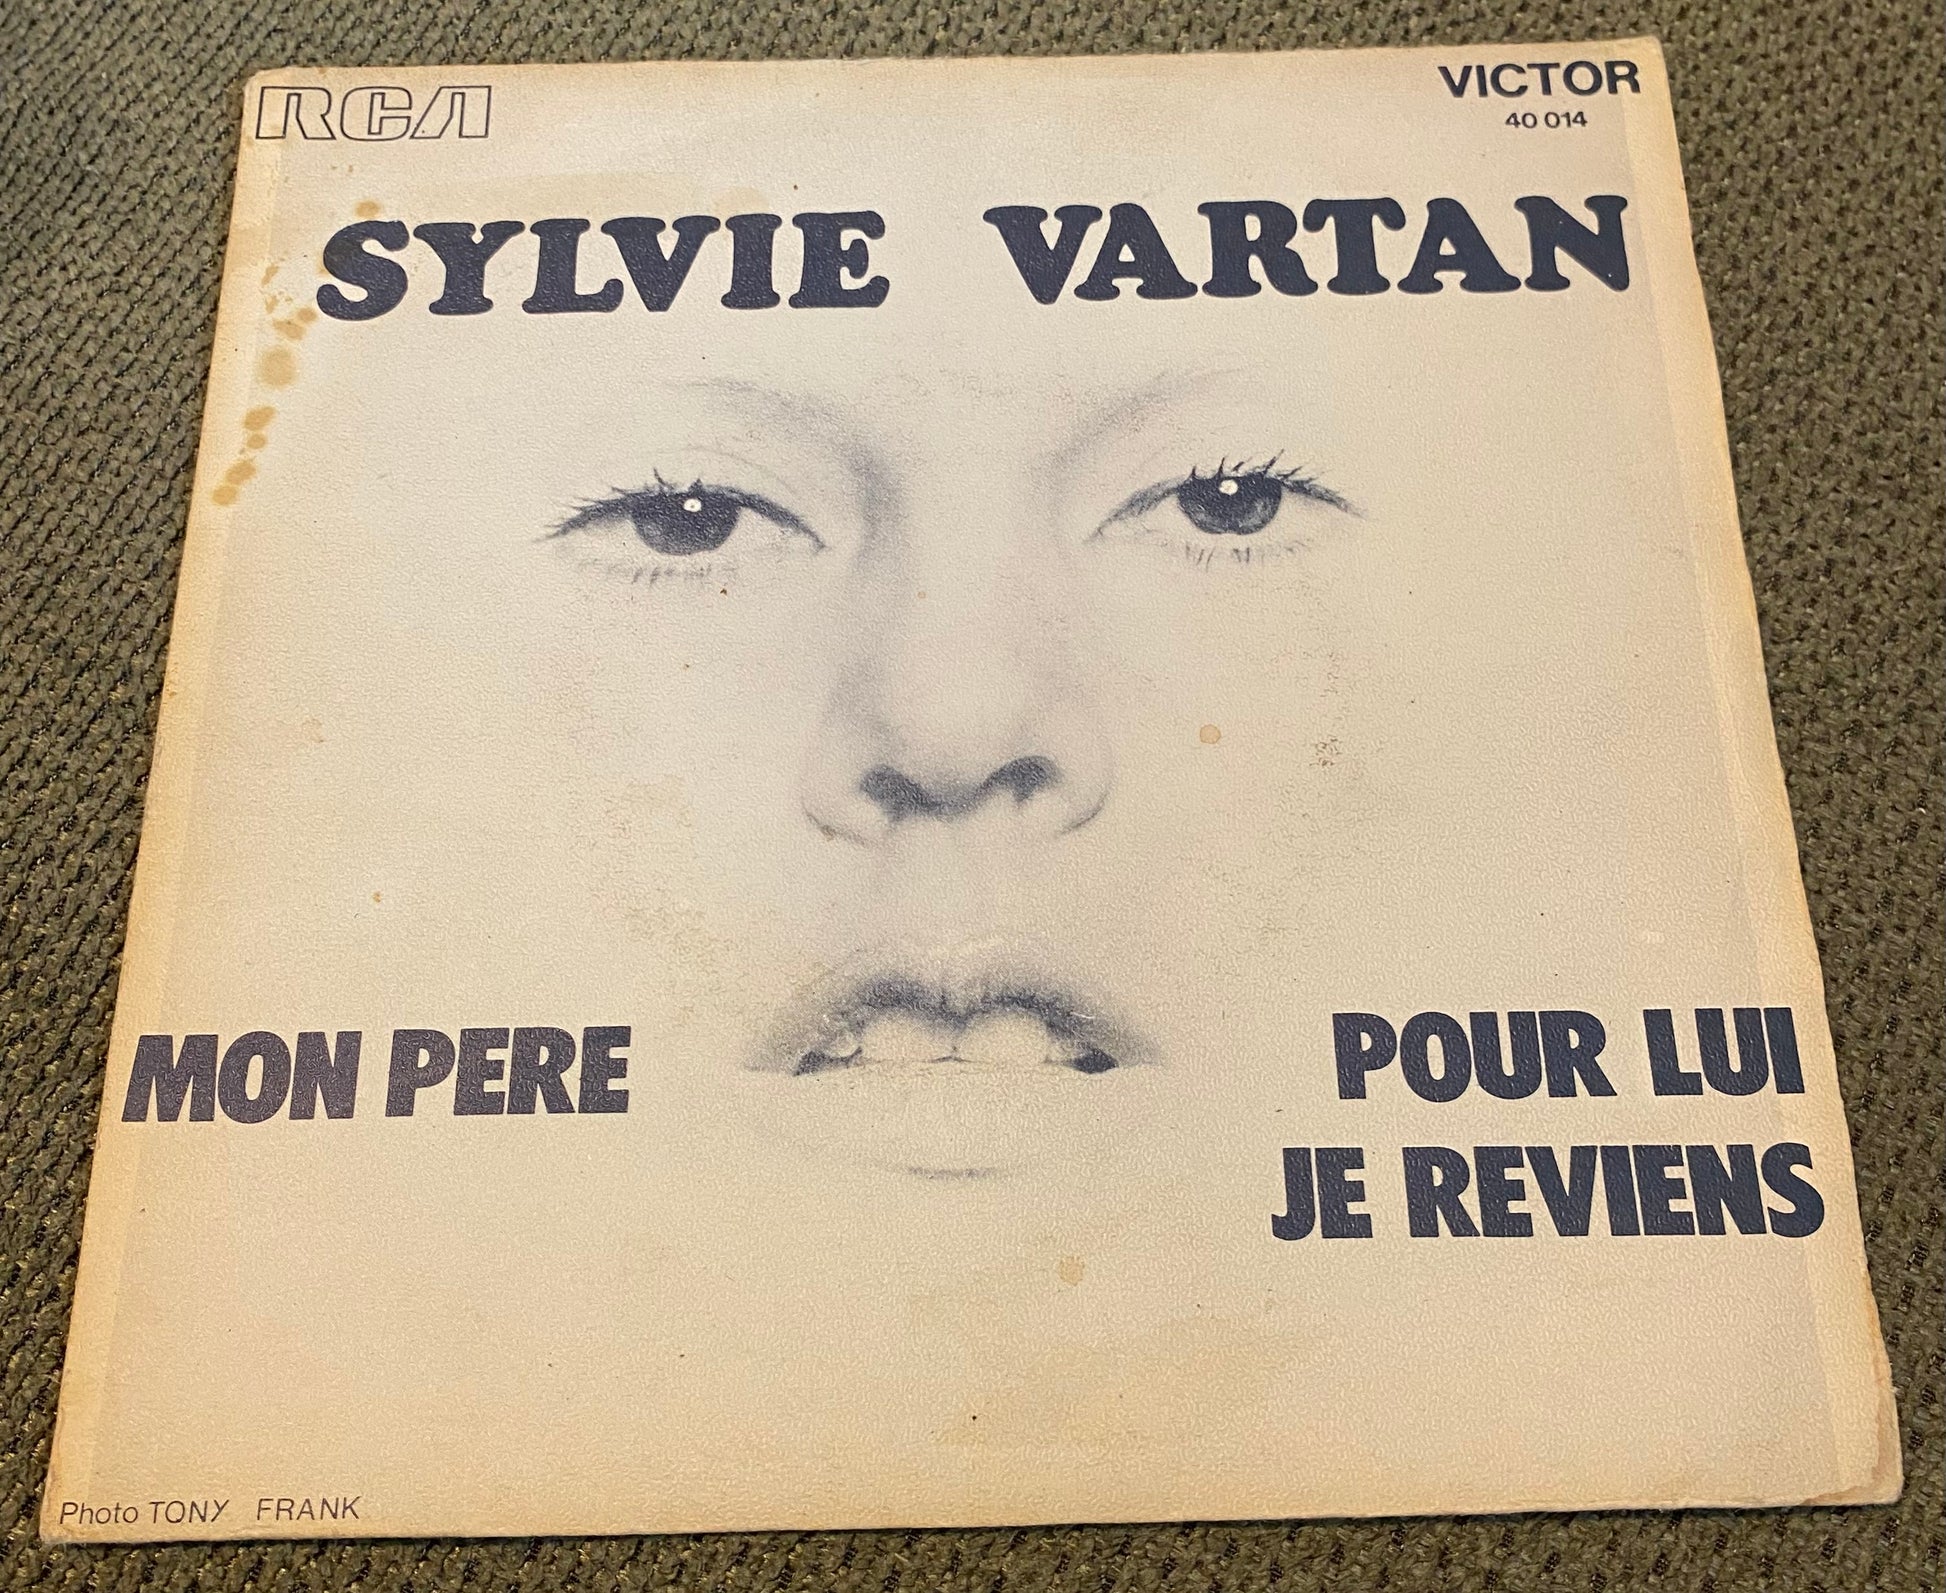 RCA
VICTOR
40 014
SYLVIE VARTAN
MON PERE
POUR LUI
JE REVIENS
Photo TONY FRANK